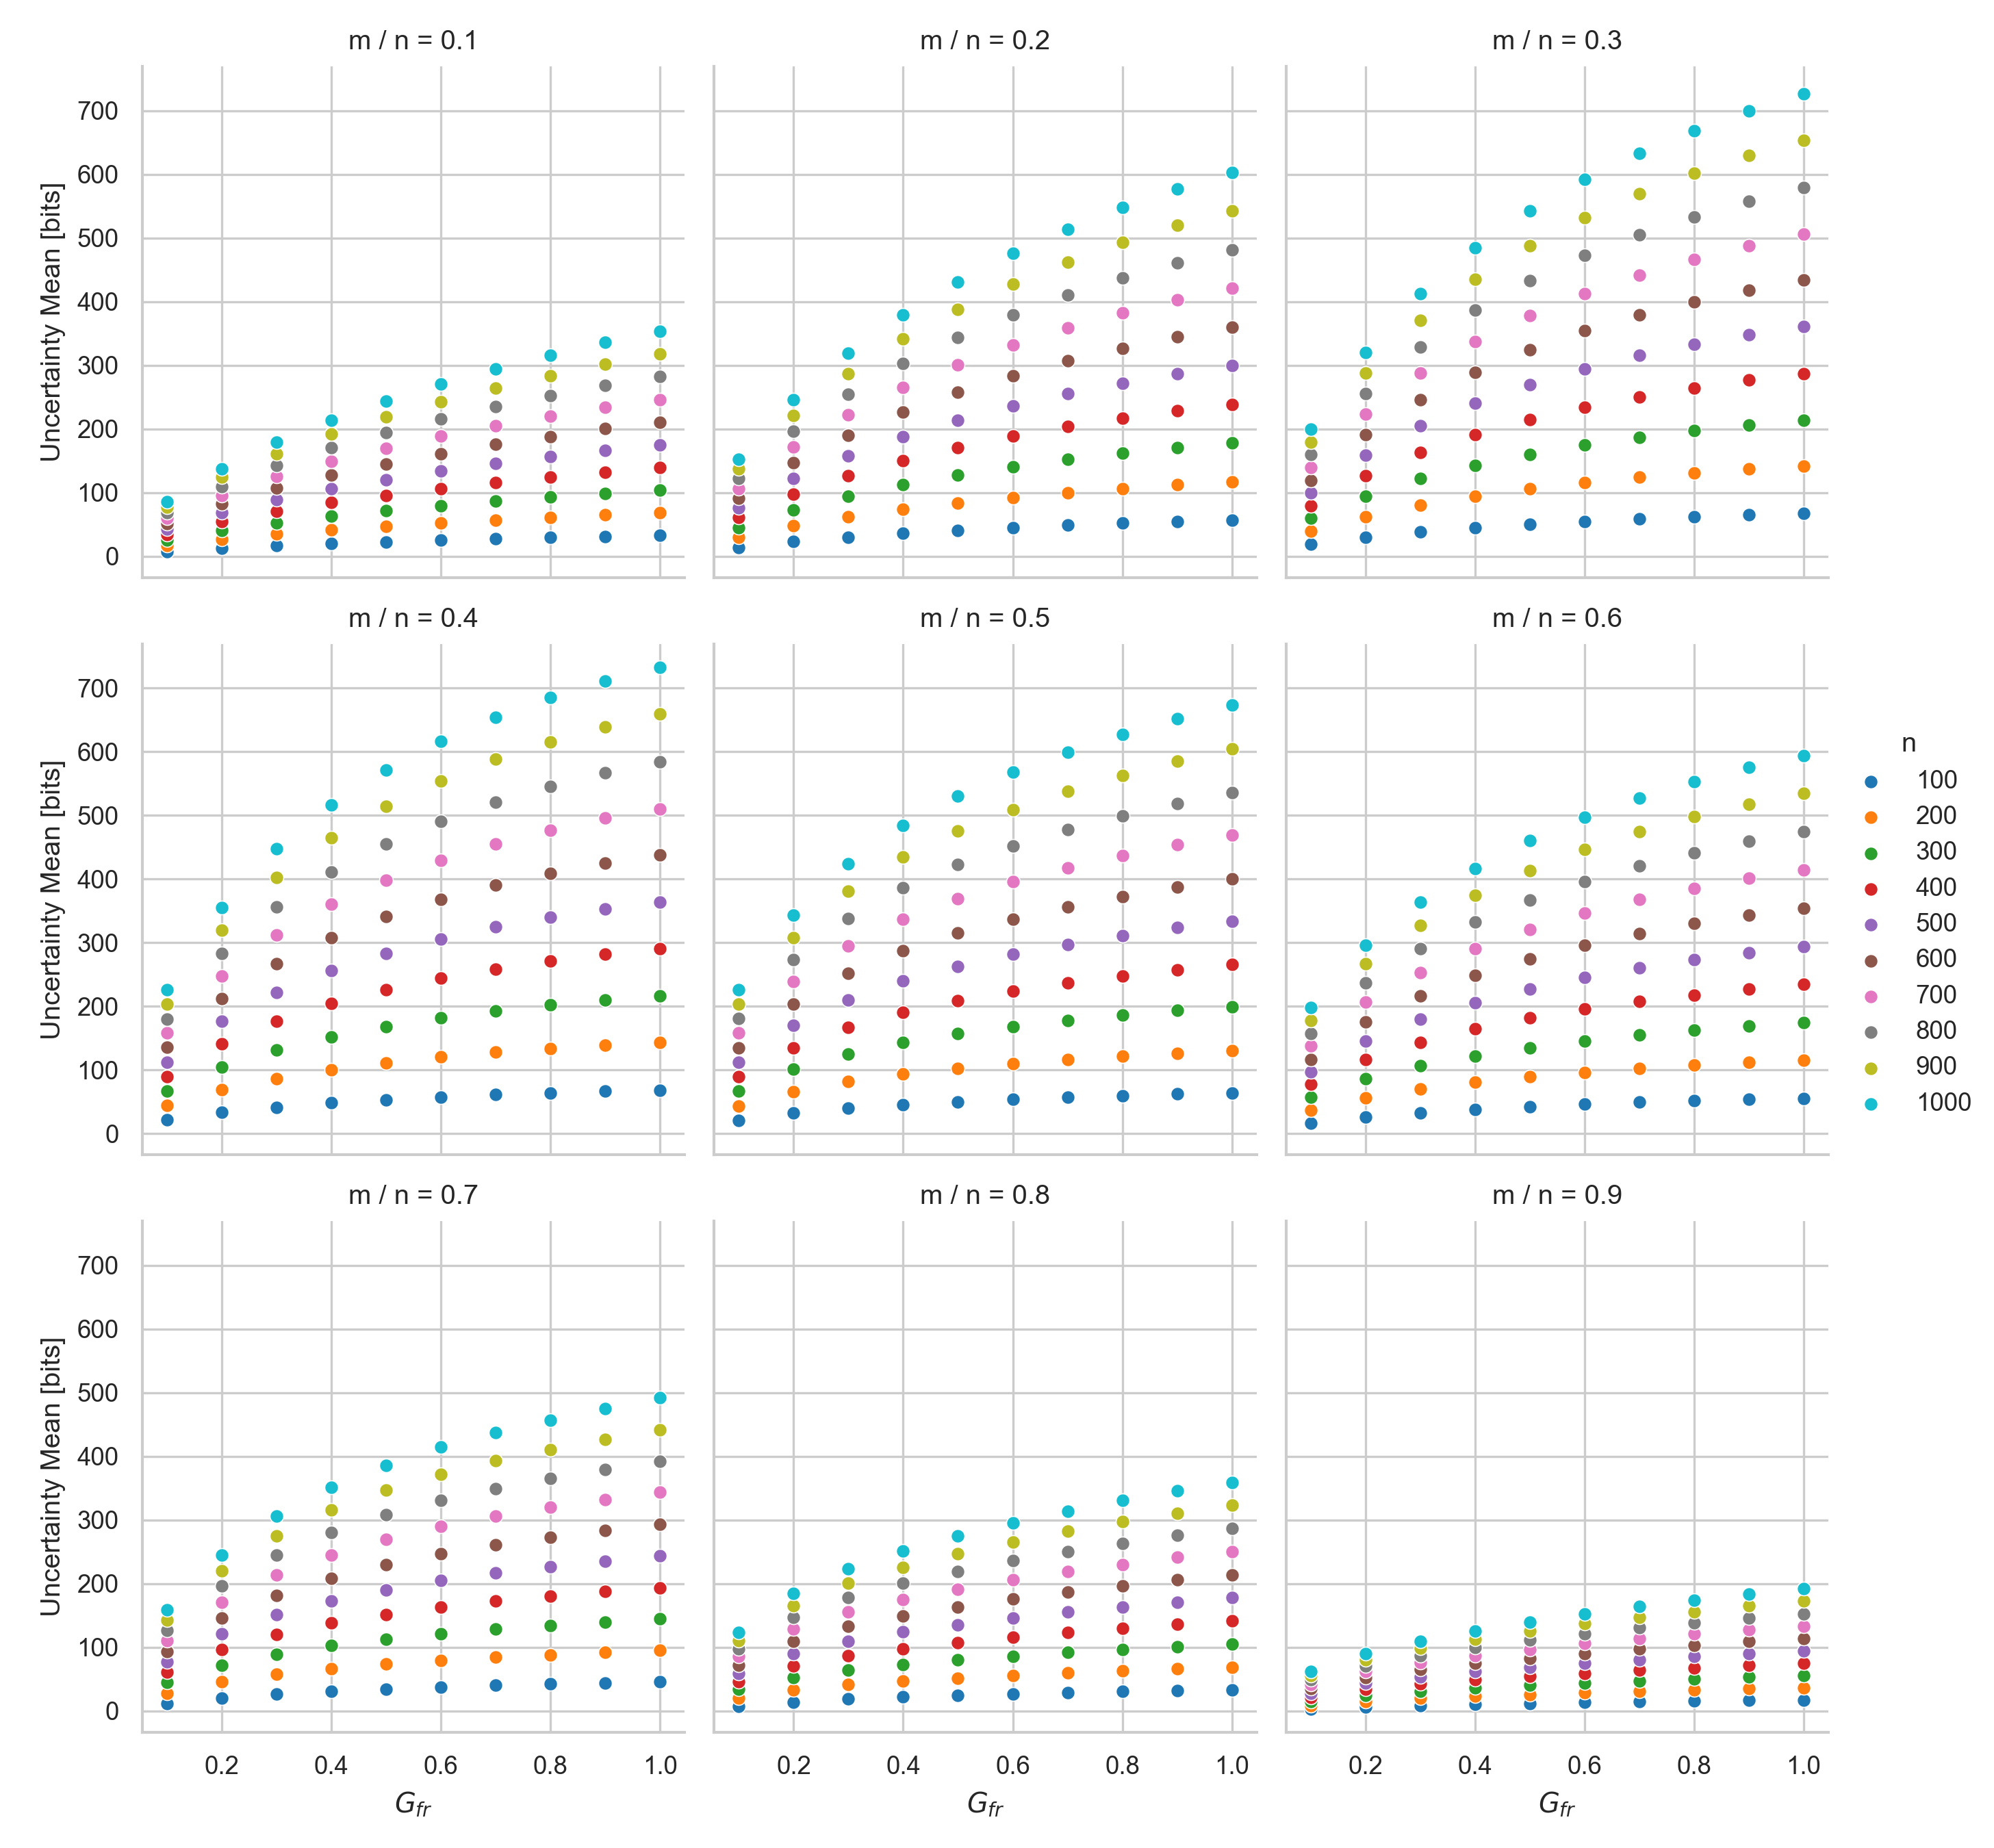 m / n = 0.1
m / n = 0.2
m / n = 0.3
Uncertainty Mean [bits]
700
600
500
400
300
200
100
0
m / n = 0.4
m / n = 0.5
m / n = 0.6
Uncertainty Mean [bits]
700
600
500
400
300
200
100
0
n
100
200
300
400
500
600
700
800
900
1000
m / n = 0.7
m / n = 0.8
m / n = 0.9
Uncertainty Mean [bits]
700
600
500
400
300
200
100
0
0.2 0.4 0.6 0.8 1.0
0.2 0.4 0.6 0.8 1.0
0.2 0.4 0.6 0.8 1.0
G_fr
G_fr
G_fr